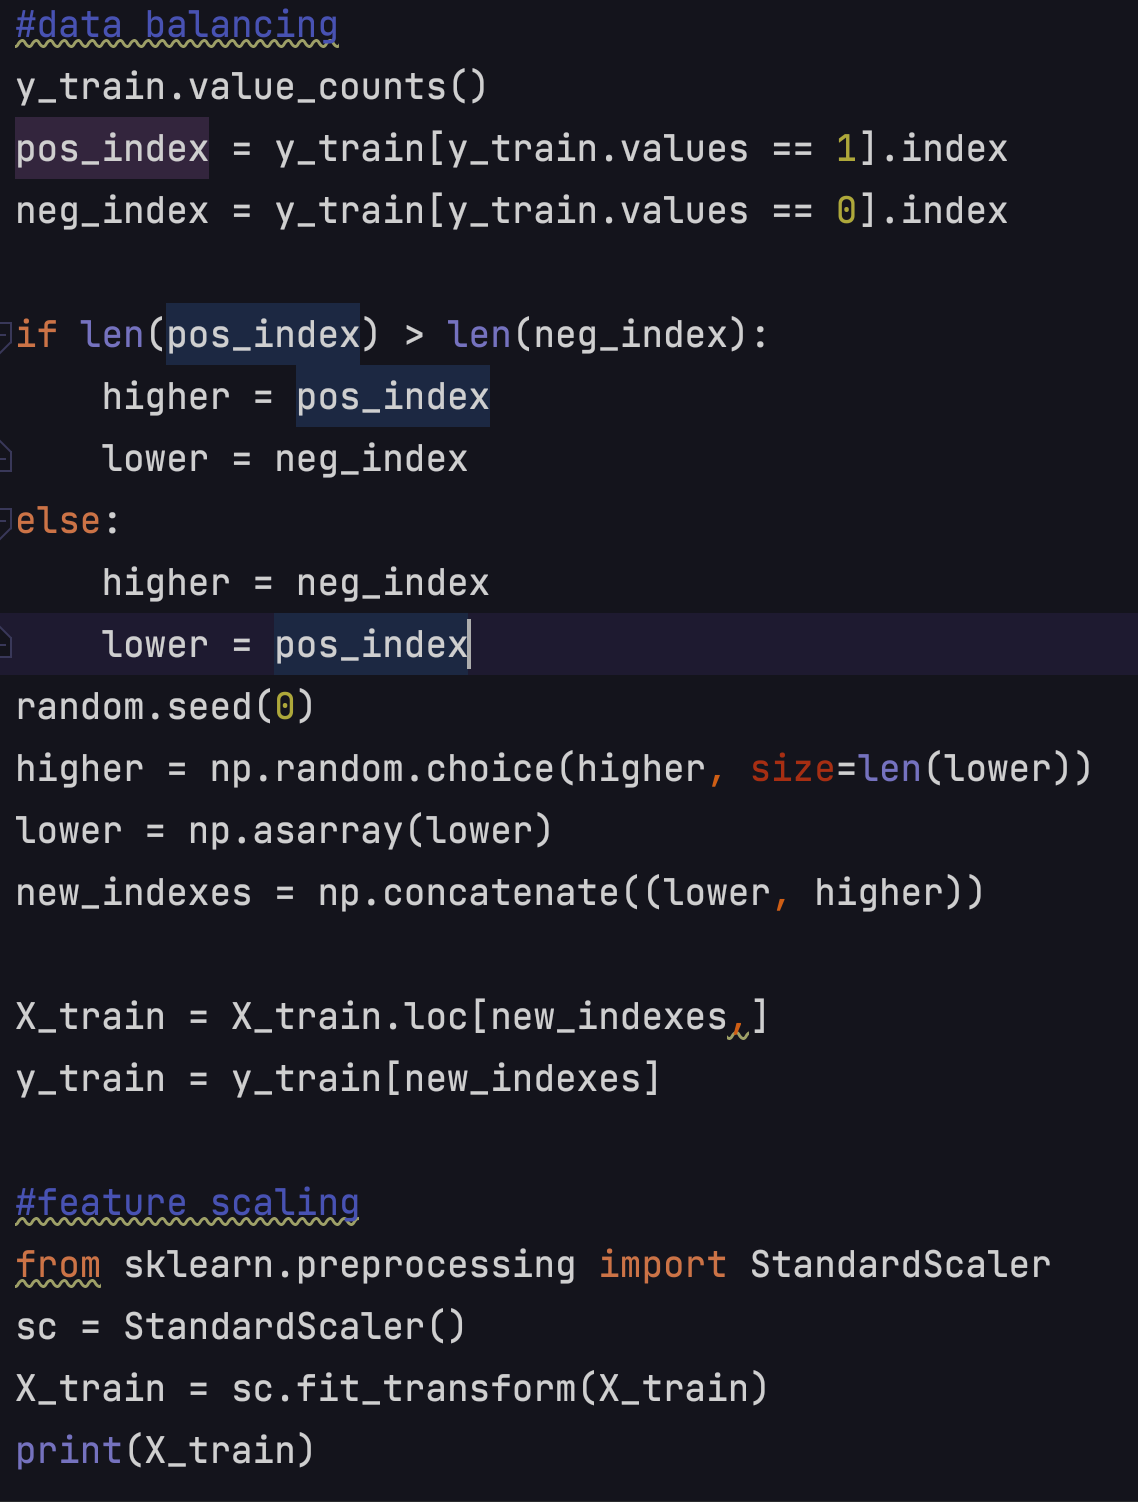 #data balancing
y_train.value_counts()
pos_index = y_train[y_train.values == 1].index
neg_index = y_train[y_train.values == 0].index
if len(pos_index) > len(neg_index):
    higher = pos_index
    lower = neg_index
else:
    higher = neg_index
    lower = pos_index
random.seed(0)
higher = np.random.choice(higher, size=len(lower))
lower = np.asarray(lower)
new_indexes = np.concatenate((lower, higher))
X_train = X_train.loc[new_indexes,]
y_train = y_train[new_indexes]
#feature scaling
from sklearn.preprocessing import StandardScaler
sc = StandardScaler()
X_train = sc.fit_transform(X_train)
print(X_train)